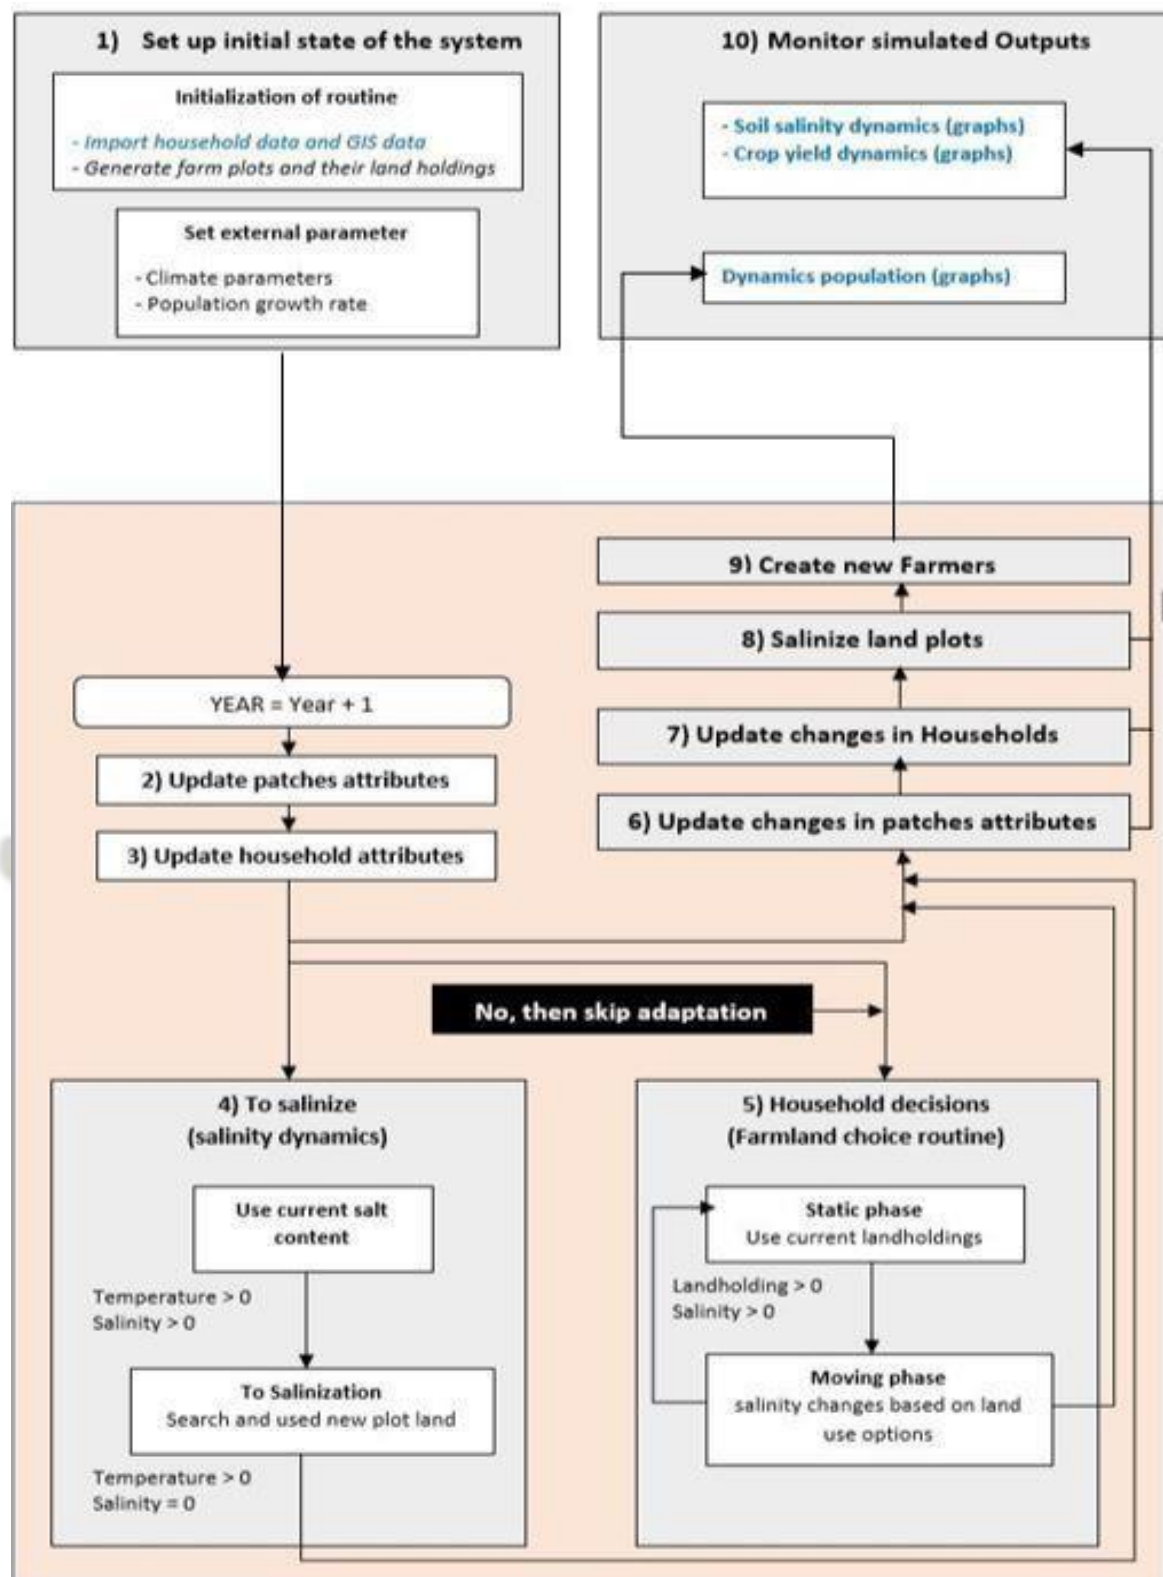 1) Set up initial state of the system
Initialization of routine
- Import household data and GIS data
- Generate farm plots and their land holdings
Set external parameter
- Climate parameters
- Population growth rate
10) Monitor simulated Outputs
- Soil salinity dynamics (graphs)
- Crop yield dynamics (graphs)
Dynamics population (graphs)
YEAR = Year + 1
2) Update patches attributes
3) Update household attributes
9) Create new Farmers
8) Salinize land plots
7) Update changes in Households
6) Update changes in patches attributes
No, then skip adaptation
4) To salinize
(salinity dynamics)
Use current salt
content
Temperature > 0
Salinity > 0
To Salinization
Search and used new plot land
Temperature > 0
Salinity = 0
5) Household decisions
(Farmland choice routine)
Static phase
Use current landholdings
Landholding > 0
Salinity > 0
Moving phase
salinity changes based on land
use options